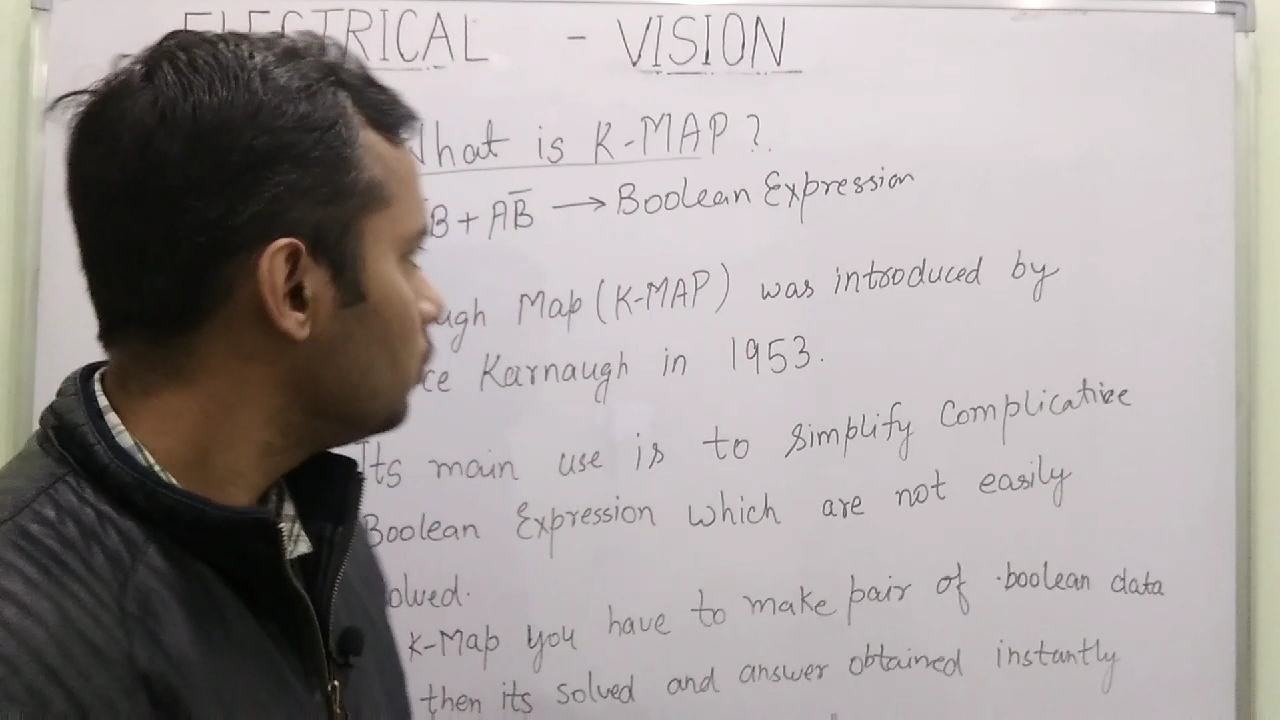 ELECTRICAL - VISION
What is K-MAP?
B + AB̅ → Boolean Expression
ugh Map (K-MAP) was introduced by
ce Karnaugh in 1953.
Its main use is to simplify complicative
Boolean Expression which are not easily
olved.
K-Map you have to make pair of boolean data
then its solved and answer obtained instantly